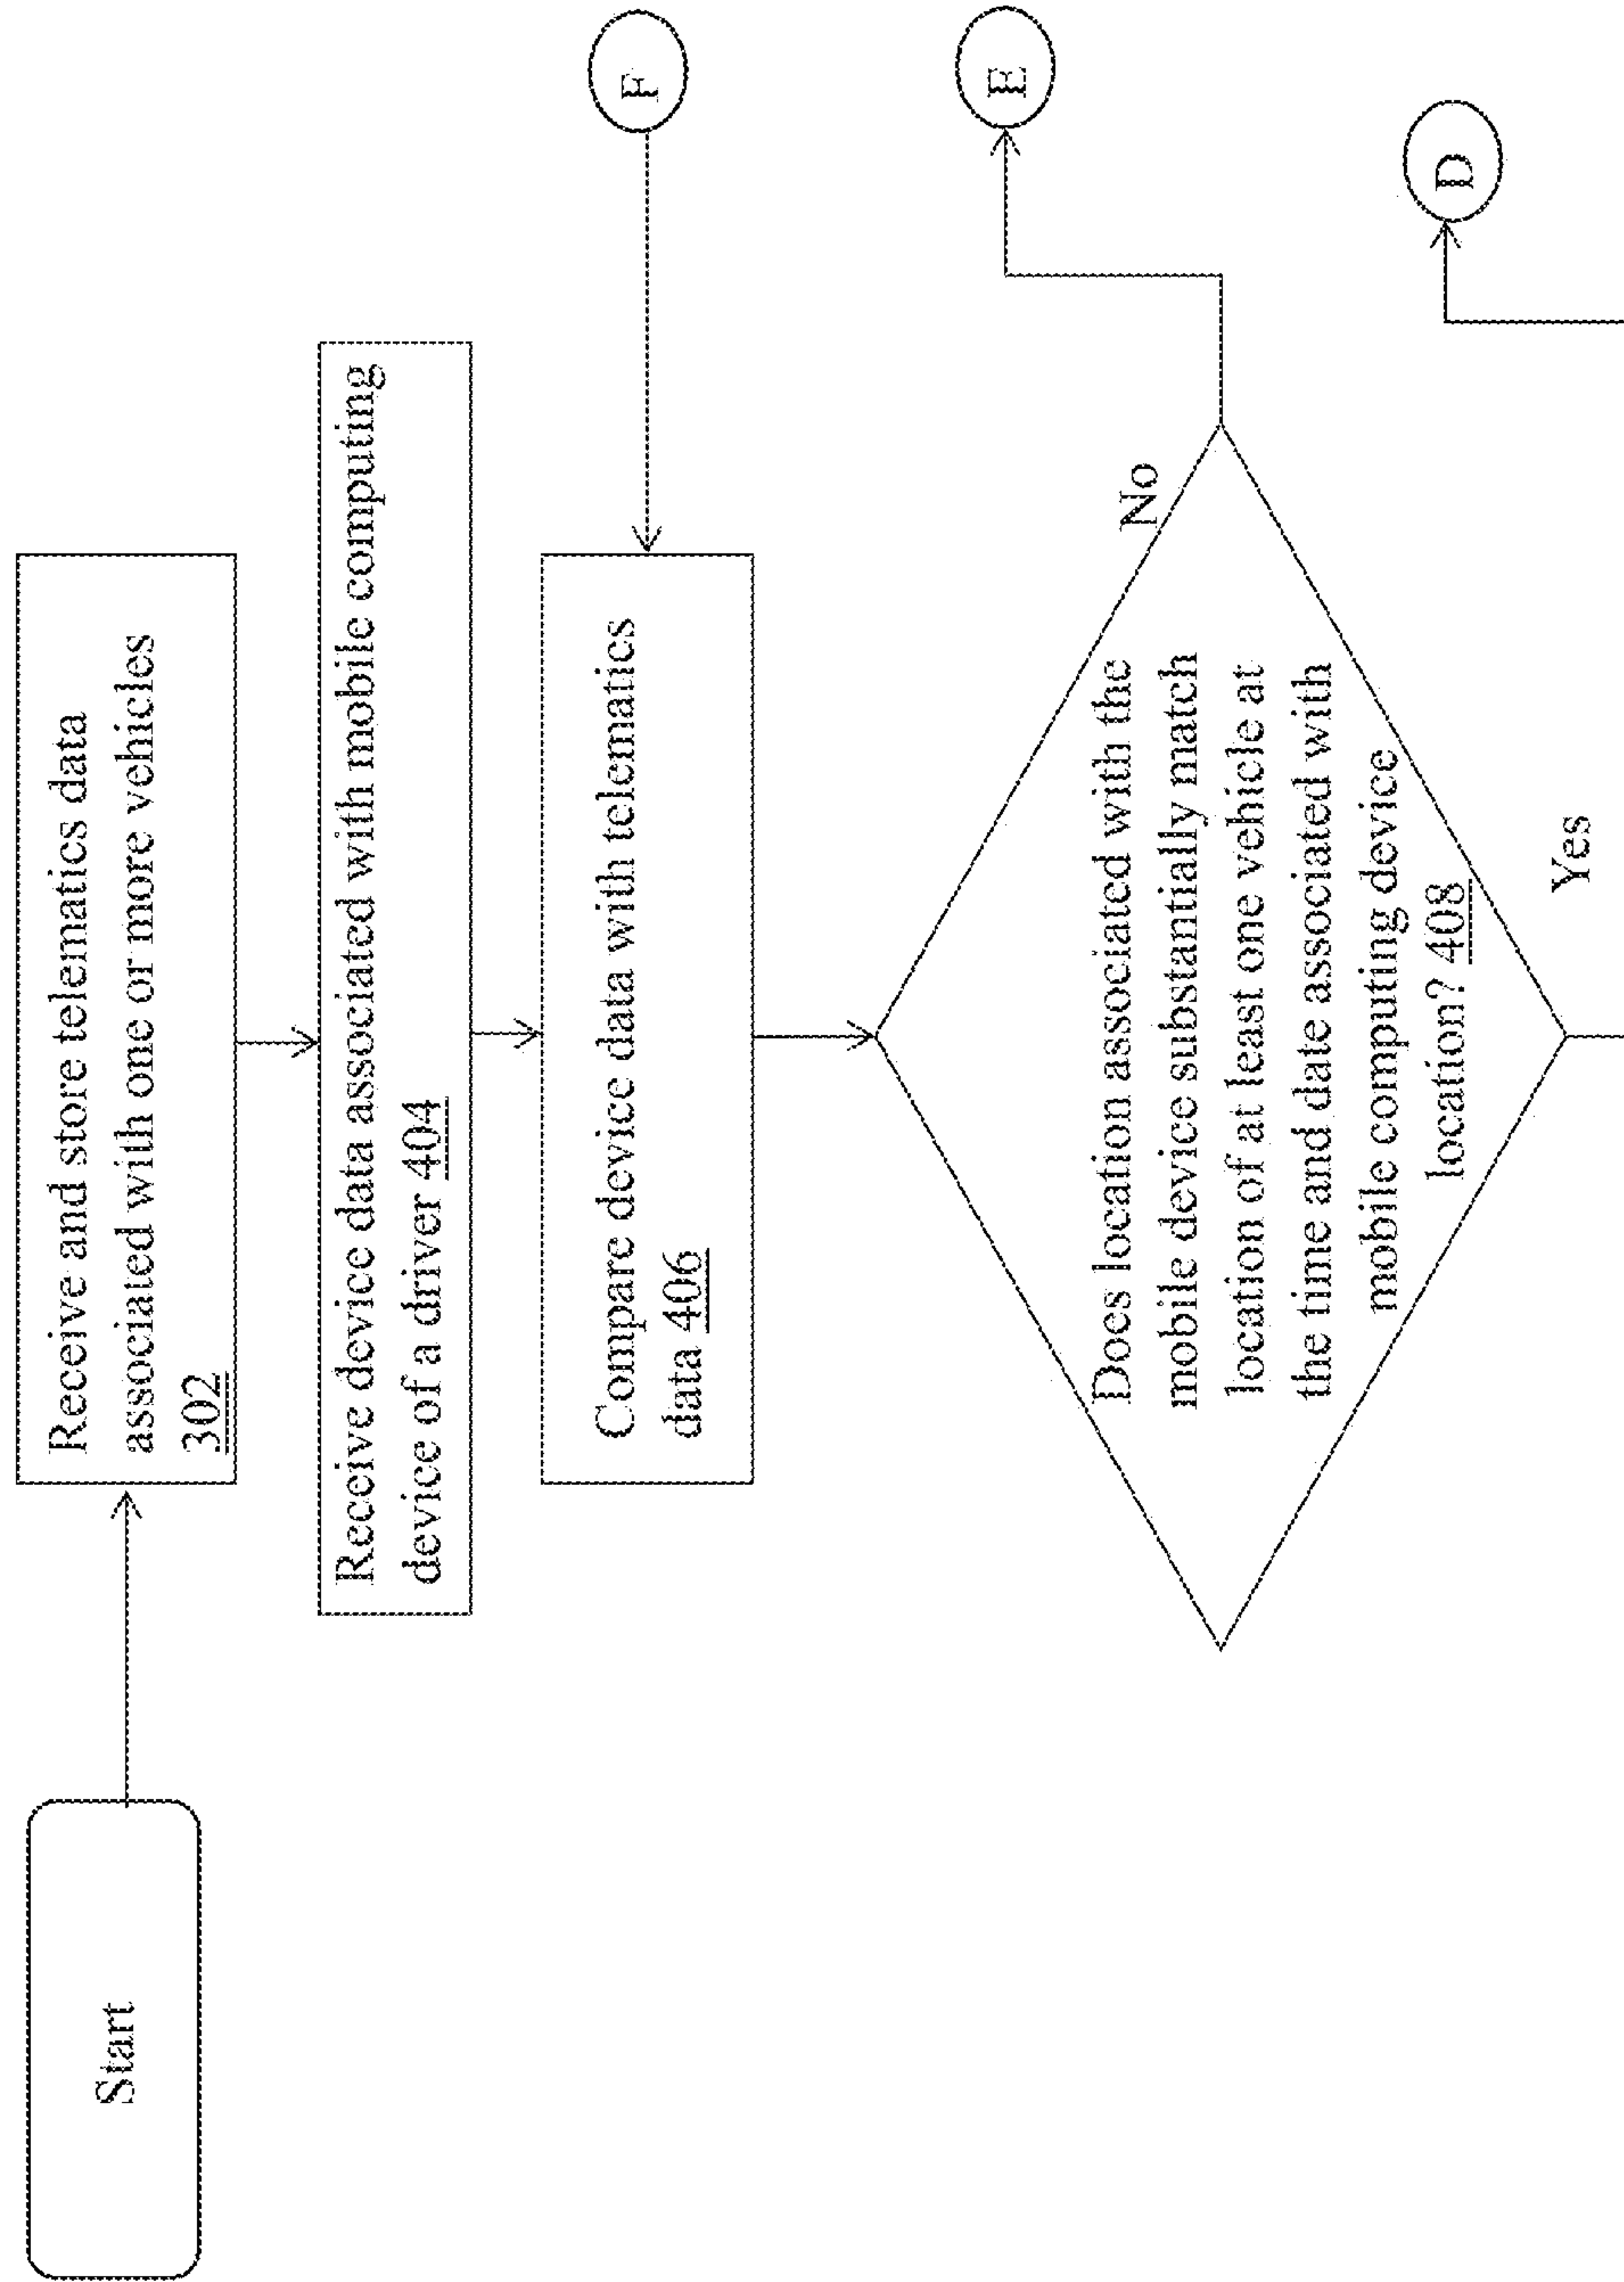 Start
Receive and store telematics data
associated with one or more vehicles
302
Receive device data associated with mobile computing
device of a driver 404
F
Compare device data with telematics
data 406
E
No
Does location associated with the
mobile device substantially match
location of at least one vehicle at
the time and date associated with
mobile computing device
location? 408
D
Yes